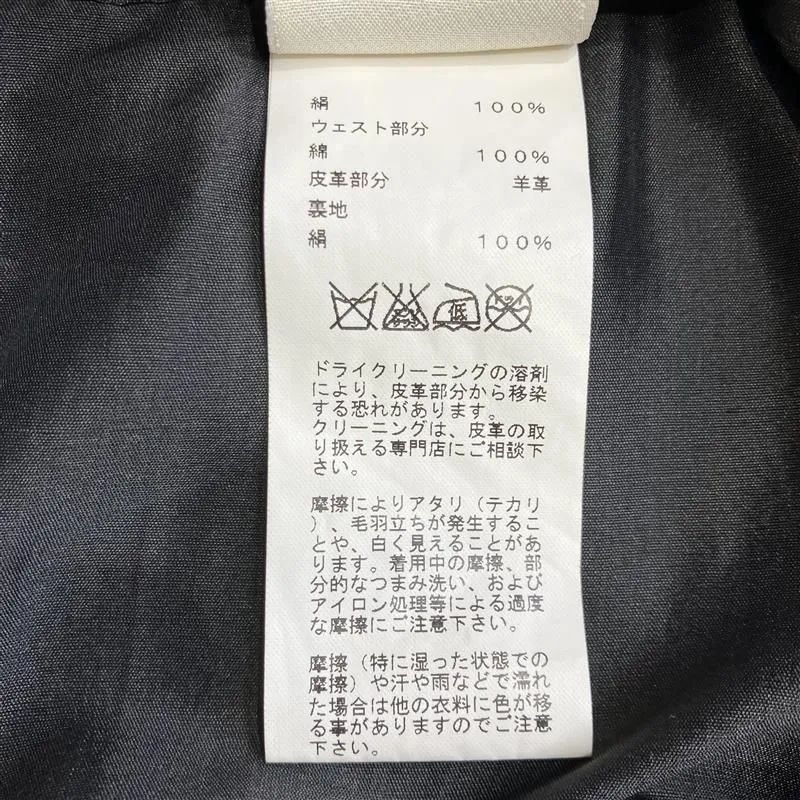 絹 100%
ウェスト部分
綿 100%
皮革部分 羊革
裏地
絹 100%
エンソ サラシ 低 ドライ
ドライクリーニングの溶剤
により、皮革部分から移染
する恐れがあります。
クリーニングは、皮革の取
り扱える専門店にご相談下
さい。
摩擦によりアタリ（テカリ
）、毛羽立ちが発生するこ
とや、白く見えることがあ
ります。着用中の摩擦、部
分的なつまみ洗い、および
アイロン処理等による過度
な摩擦にご注意下さい。
摩擦（特に湿った状態での
摩擦）や汗や雨などで濡れ
た場合は他の衣料に色が移
る事がありますのでご注意
下さい。